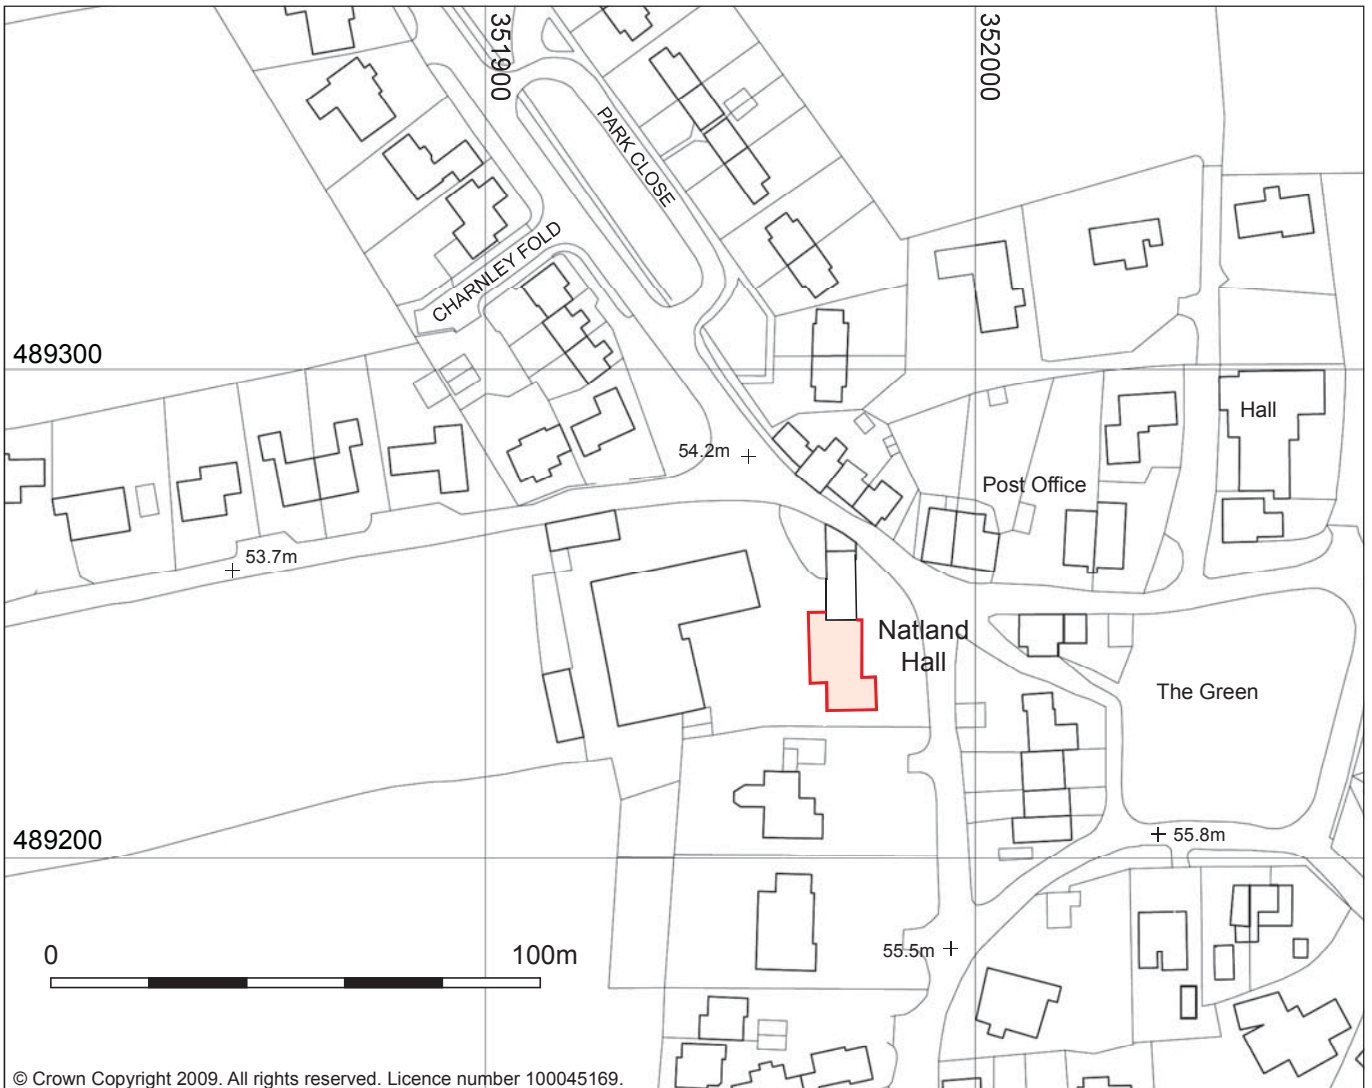 351900
352000
PARK CLOSE
CHARNLEY FOLD
489300
Hall
54.2m
Post Office
53.7m
Natland
Hall
The Green
489200
55.8m
0 100m
55.5m
© Crown Copyright 2009. All rights reserved. Licence number 100045169.